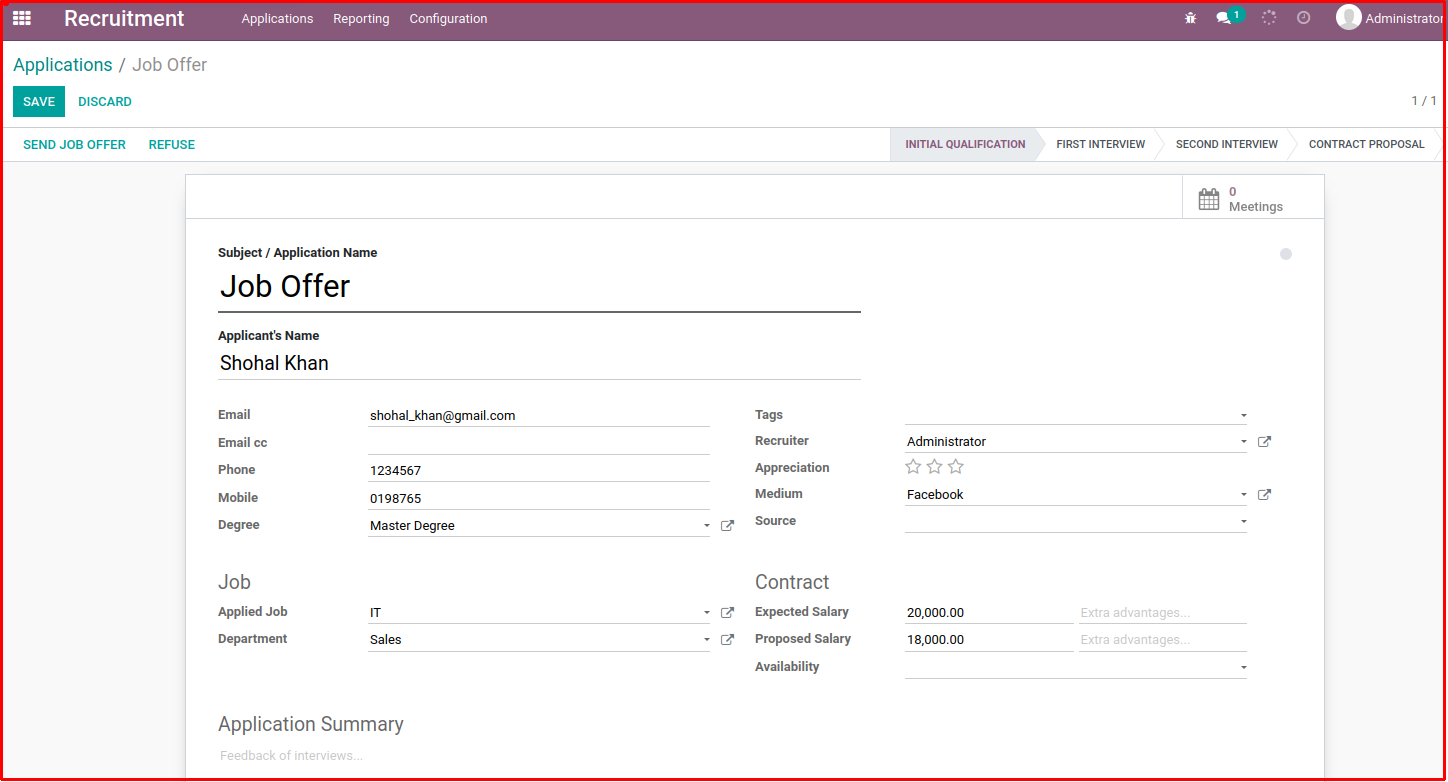 Recruitment Applications Reporting Configuration 1 Administrator
Applications / Job Offer
SAVE DISCARD 1 / 1
SEND JOB OFFER REFUSE INITIAL QUALIFICATION FIRST INTERVIEW SECOND INTERVIEW CONTRACT PROPOSAL
0
Meetings
Subject / Application Name
Job Offer
Applicant's Name
Shohal Khan
Email shohal_khan@gmail.com Tags
Email cc Recruiter Administrator
Phone 1234567 Appreciation
Mobile 0198765 Medium Facebook
Degree Master Degree Source
Job Contract
Applied Job IT Expected Salary 20,000.00 Extra advantages...
Department Sales Proposed Salary 18,000.00 Extra advantages...
Availability
Application Summary
Feedback of interviews...